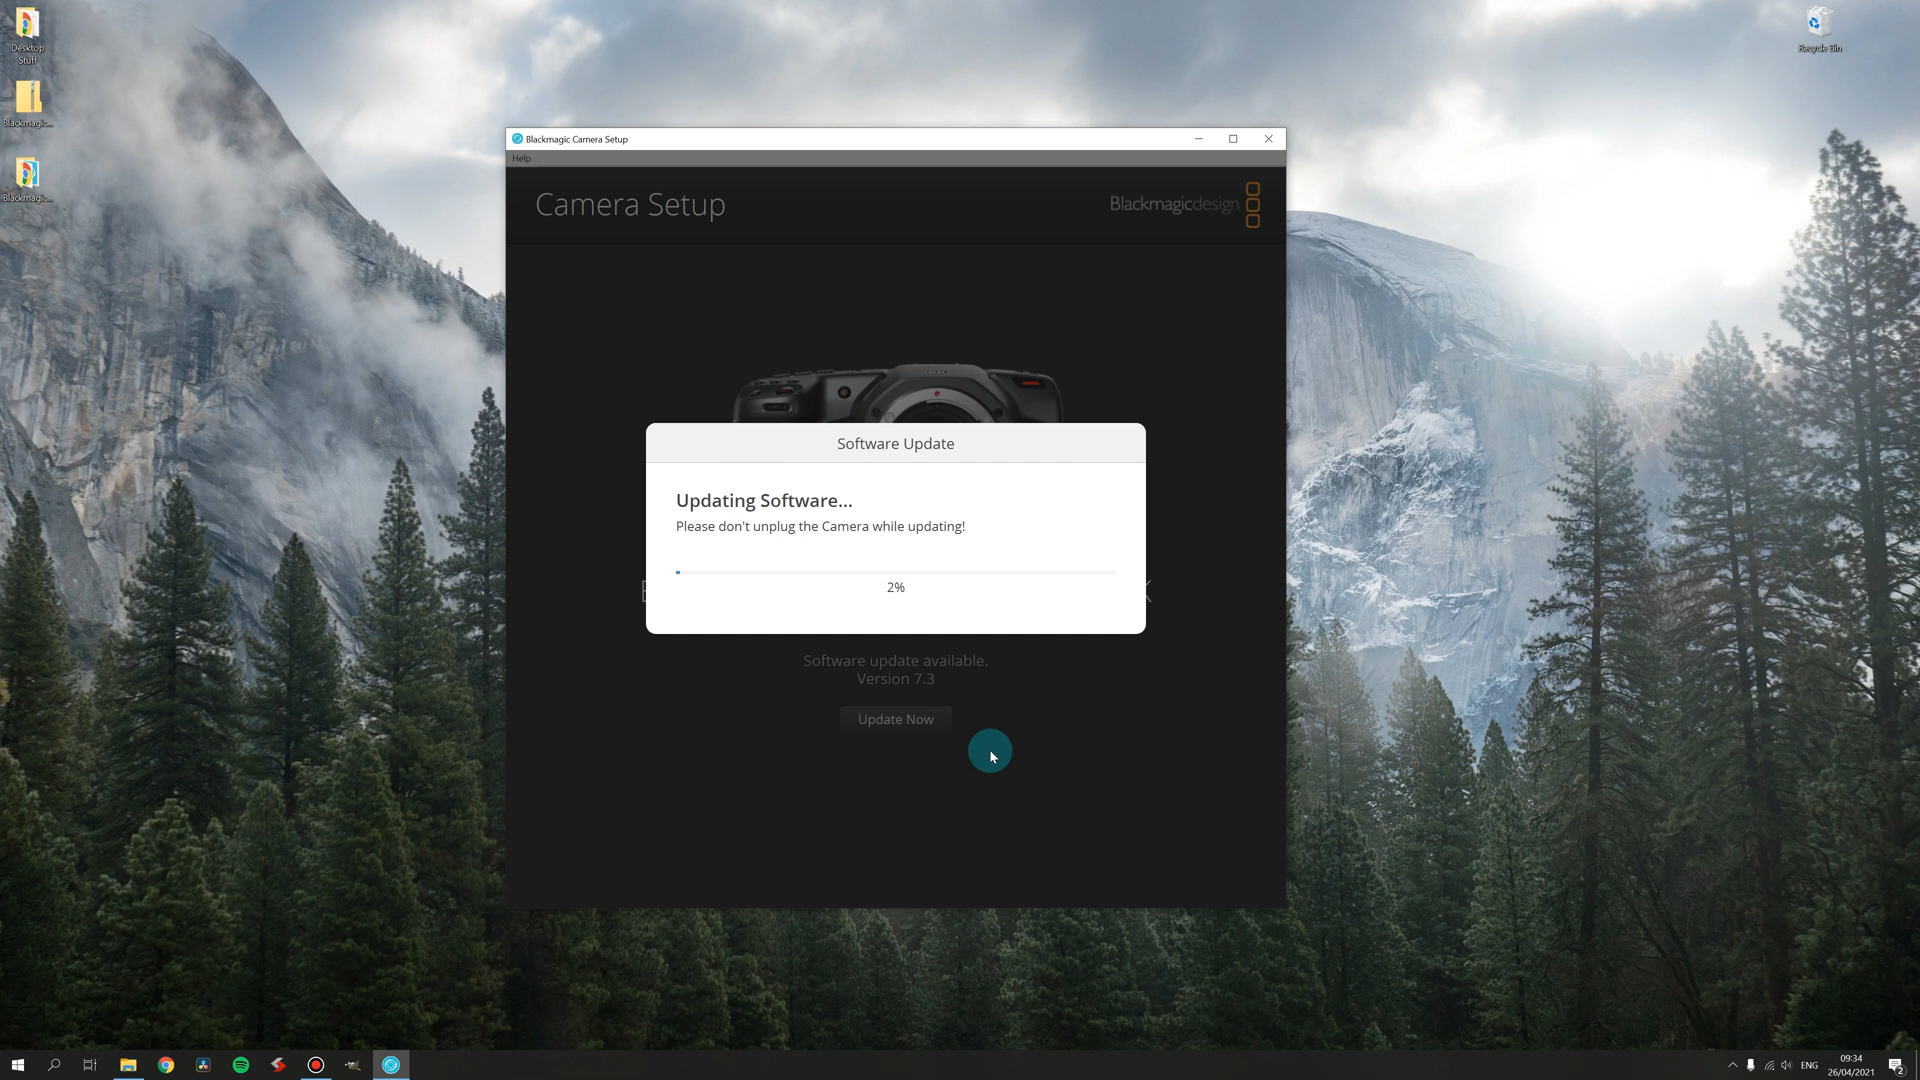 Desktop
Stuff
Blackmagic...
Blackmagic...
Recycle Bin
Blackmagic Camera Setup
Help
Camera Setup
Blackmagicdesign
Software Update
Updating Software...
Please don't unplug the Camera while updating!
2%
Software update available.
Version 7.3
Update Now
ENG
09:34
26/04/2021
2